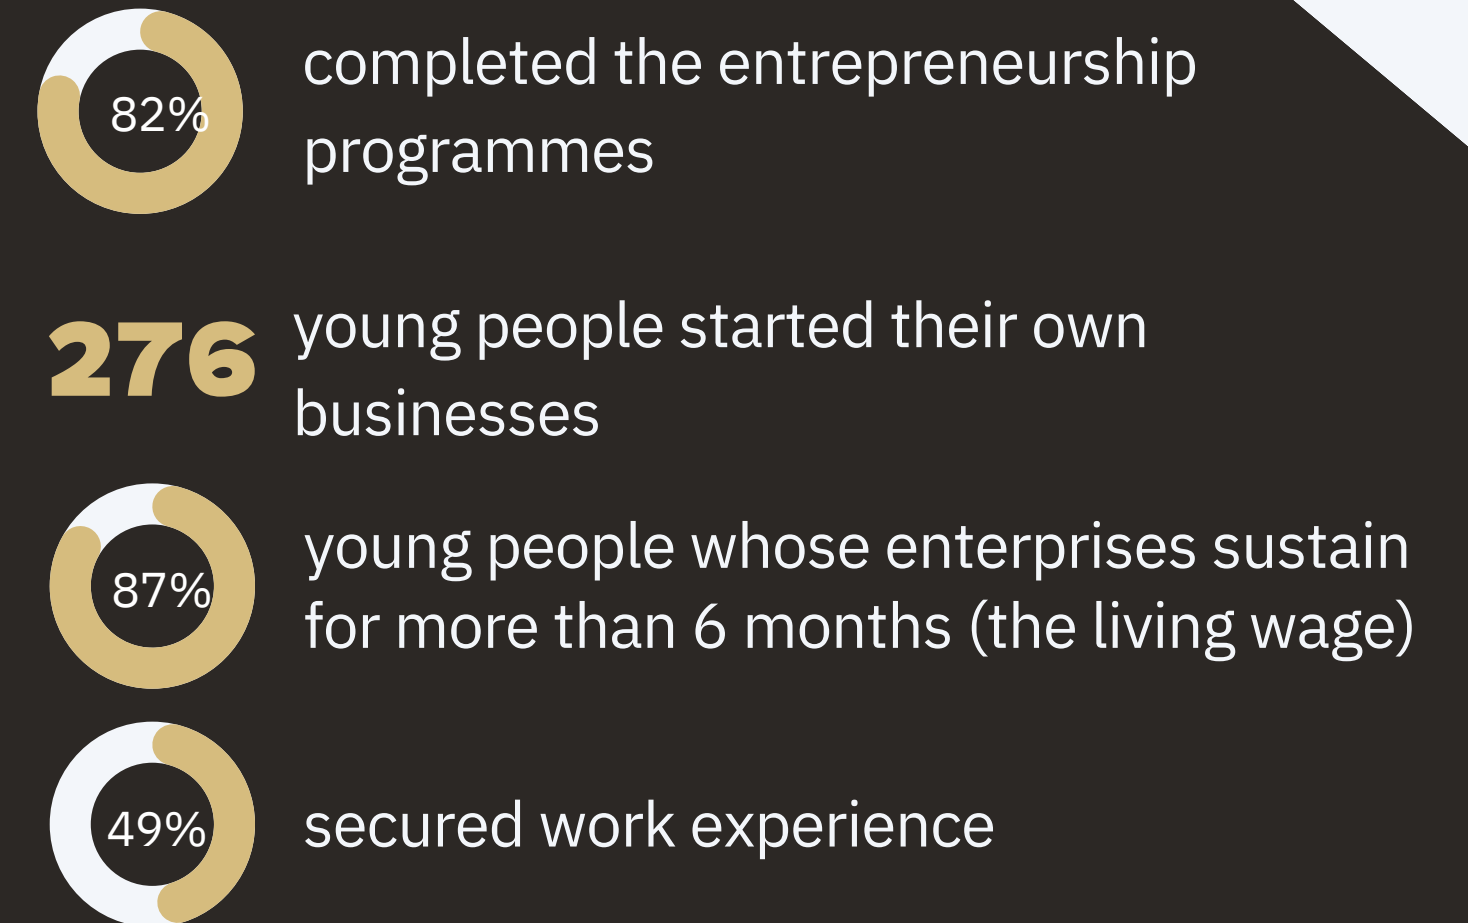 82%
completed the entrepreneurship
programmes
276
young people started their own
businesses
87%
young people whose enterprises sustain
for more than 6 months (the living wage)
49%
secured work experience